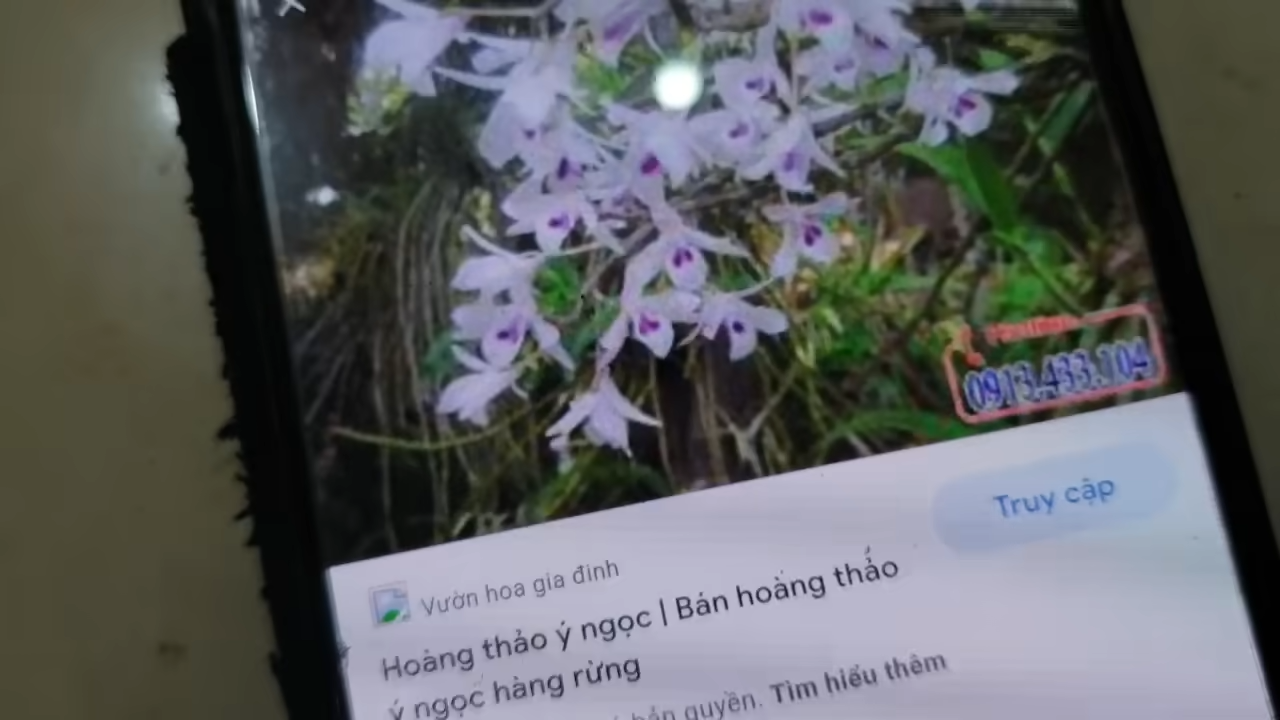 0913.433.104
Truy cập
Vườn hoa gia đình
Hoàng thảo ý ngọc | Bán hoàng thảo
ý ngọc hàng rừng
bản quyền. Tìm hiểu thêm